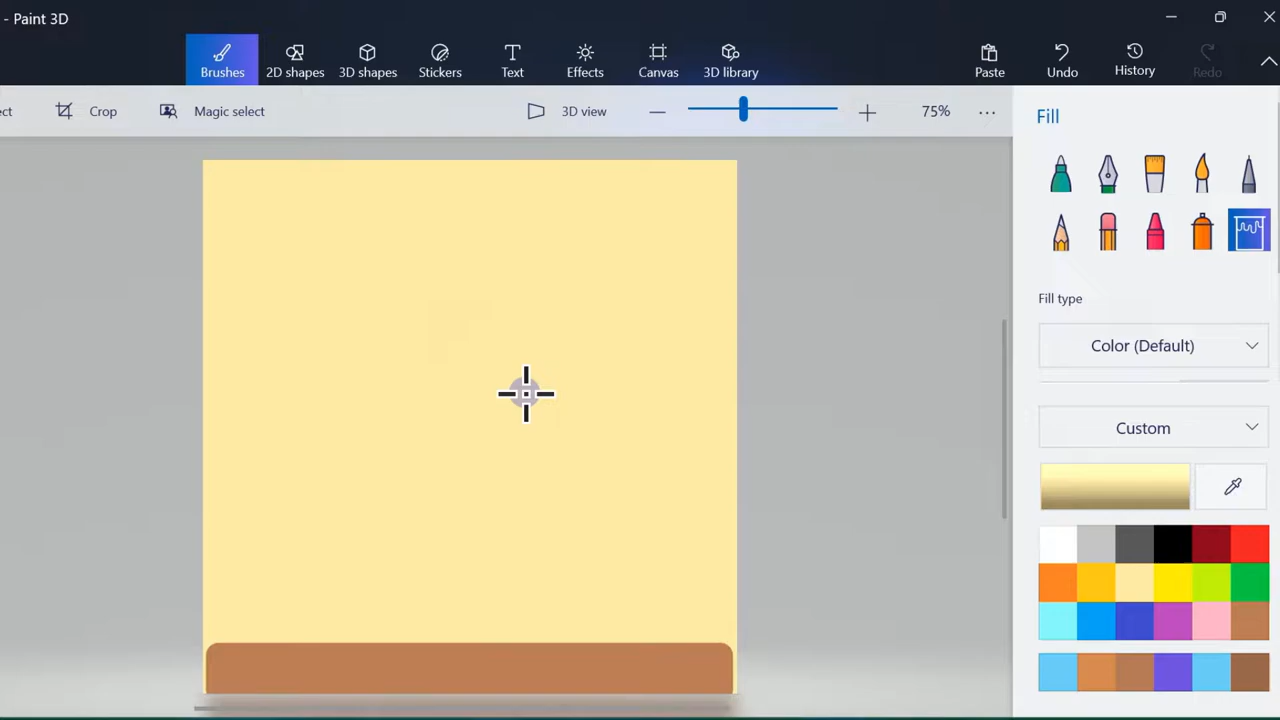 - Paint 3D
Brushes
2D shapes
3D shapes
Stickers
Text
Effects
Canvas
3D library
Paste
Undo
History
Redo
ct
Crop
Magic select
3D view
75%
Fill
Fill type
Color (Default)
Custom